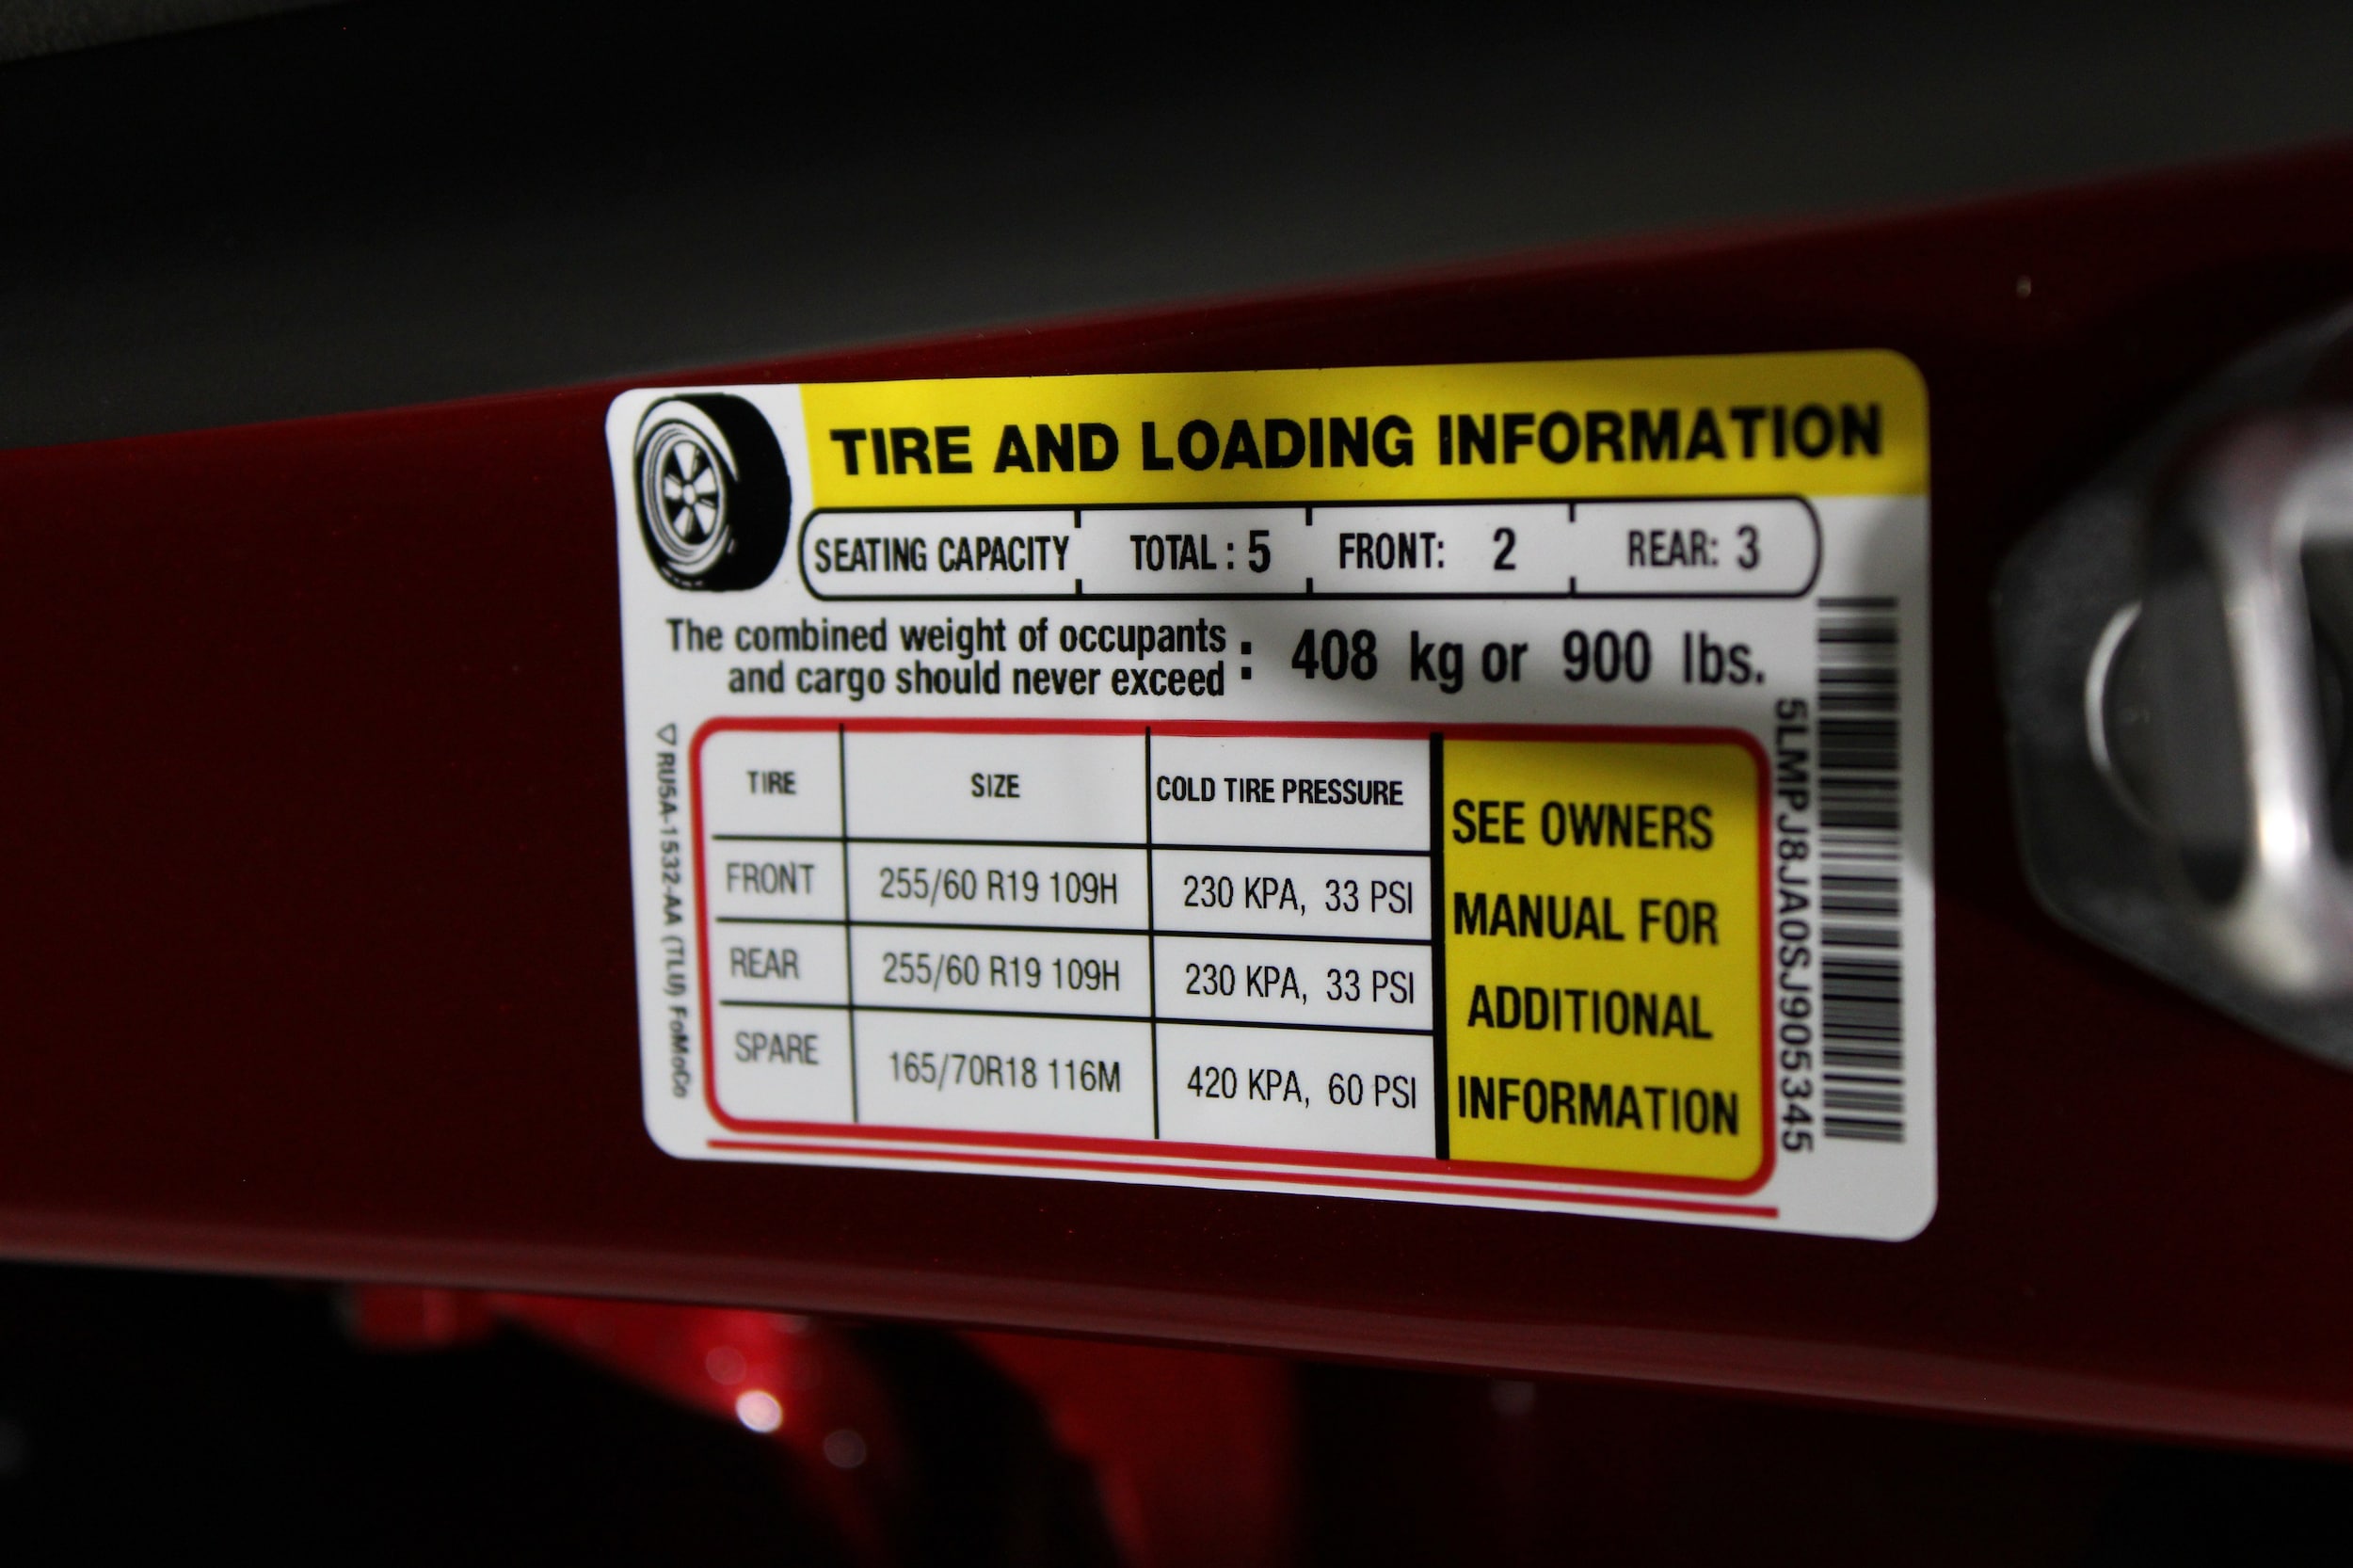 TIRE AND LOADING INFORMATION
SEATING CAPACITY TOTAL : 5 FRONT: 2 REAR: 3
The combined weight of occupants
and cargo should never exceed : 408 kg or 900 lbs.
TIRE SIZE COLD TIRE PRESSURE
FRONT 255/60 R19 109H 230 KPA, 33 PSI
REAR 255/60 R19 109H 230 KPA, 33 PSI
SPARE 165/70R18 116M 420 KPA, 60 PSI
SEE OWNERS
MANUAL FOR
ADDITIONAL
INFORMATION
5LMPJ8JA0SJ905345
RU5A-1532-AA (TLU) FoMoCo